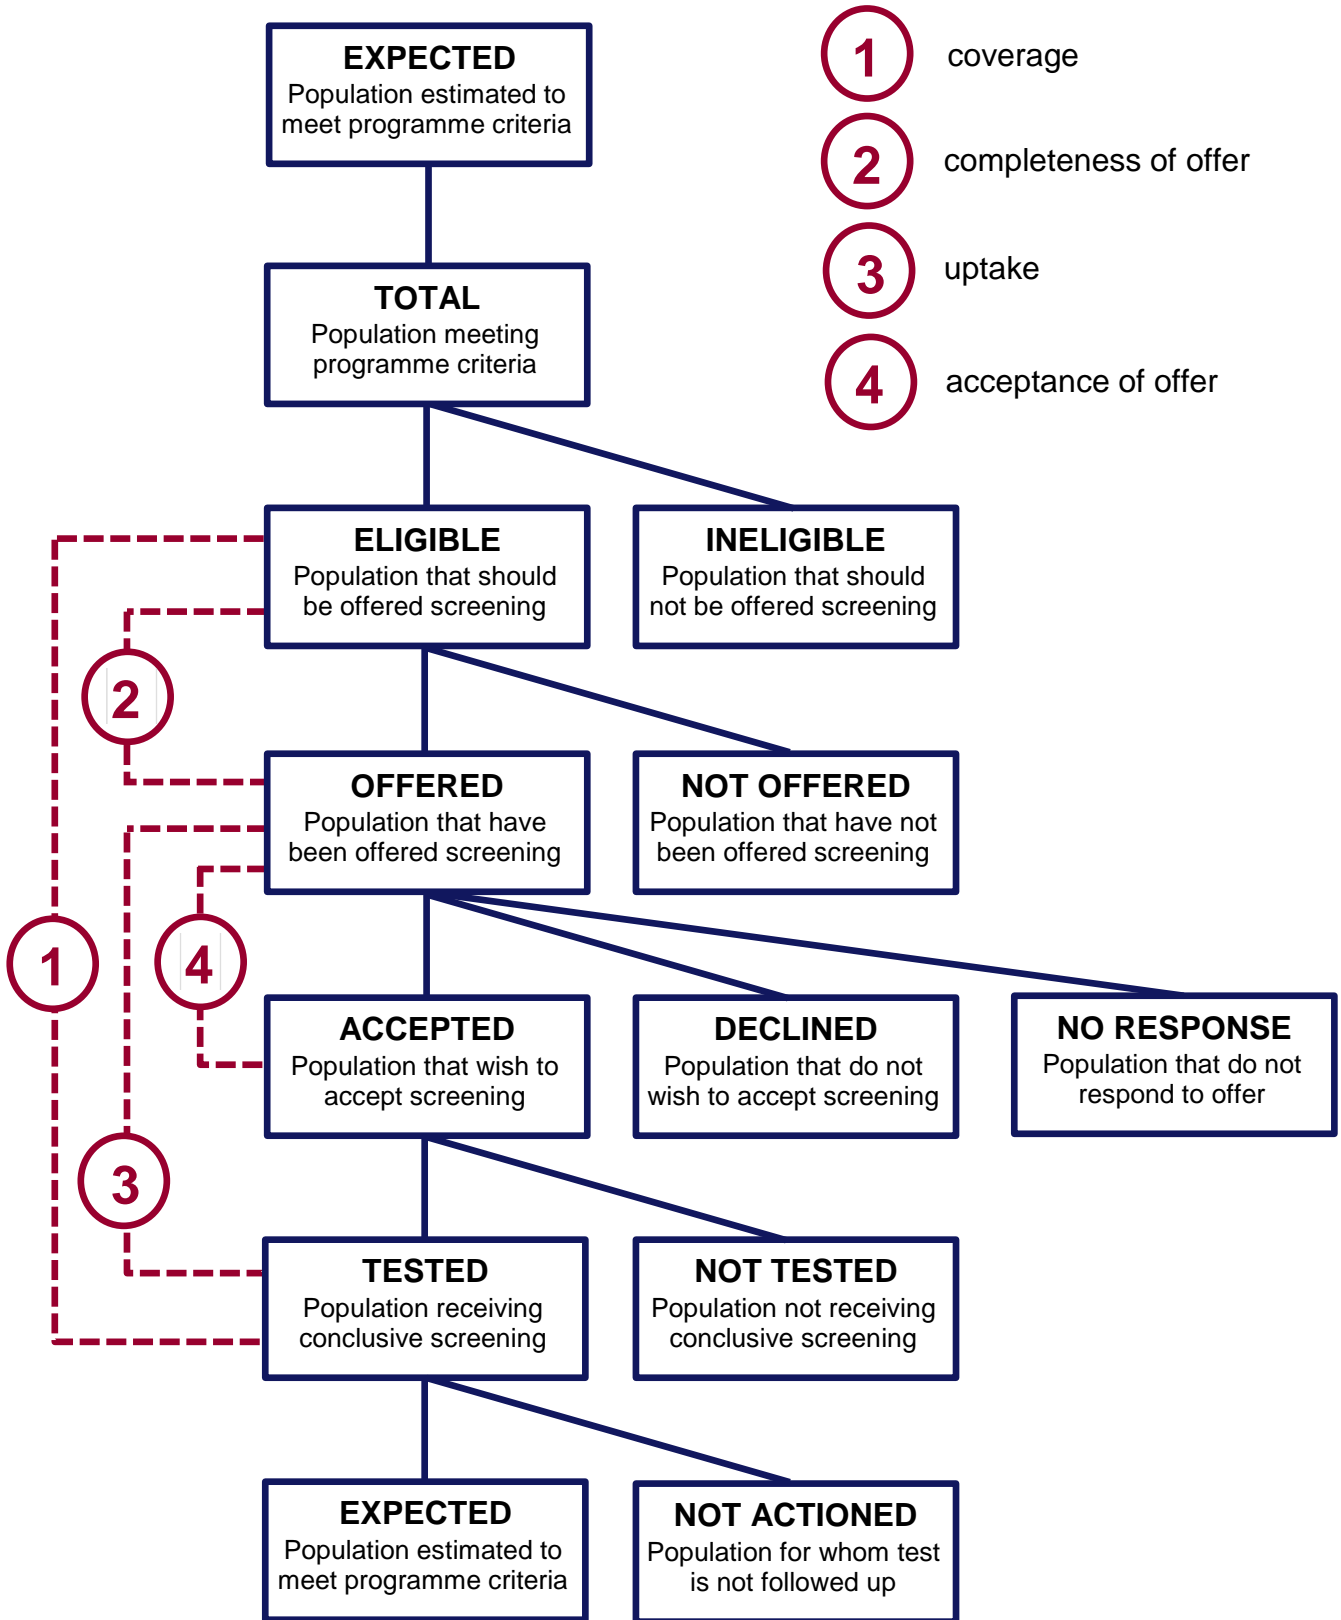 EXPECTED
Population estimated to
meet programme criteria
1 coverage
2 completeness of offer
3 uptake
4 acceptance of offer
TOTAL
Population meeting
programme criteria
ELIGIBLE
Population that should
be offered screening
INELIGIBLE
Population that should
not be offered screening
2
OFFERED
Population that have
been offered screening
NOT OFFERED
Population that have not
been offered screening
1
4
ACCEPTED
Population that wish to
accept screening
DECLINED
Population that do not
wish to accept screening
NO RESPONSE
Population that do not
respond to offer
3
TESTED
Population receiving
conclusive screening
NOT TESTED
Population not receiving
conclusive screening
EXPECTED
Population estimated to
meet programme criteria
NOT ACTIONED
Population for whom test
is not followed up